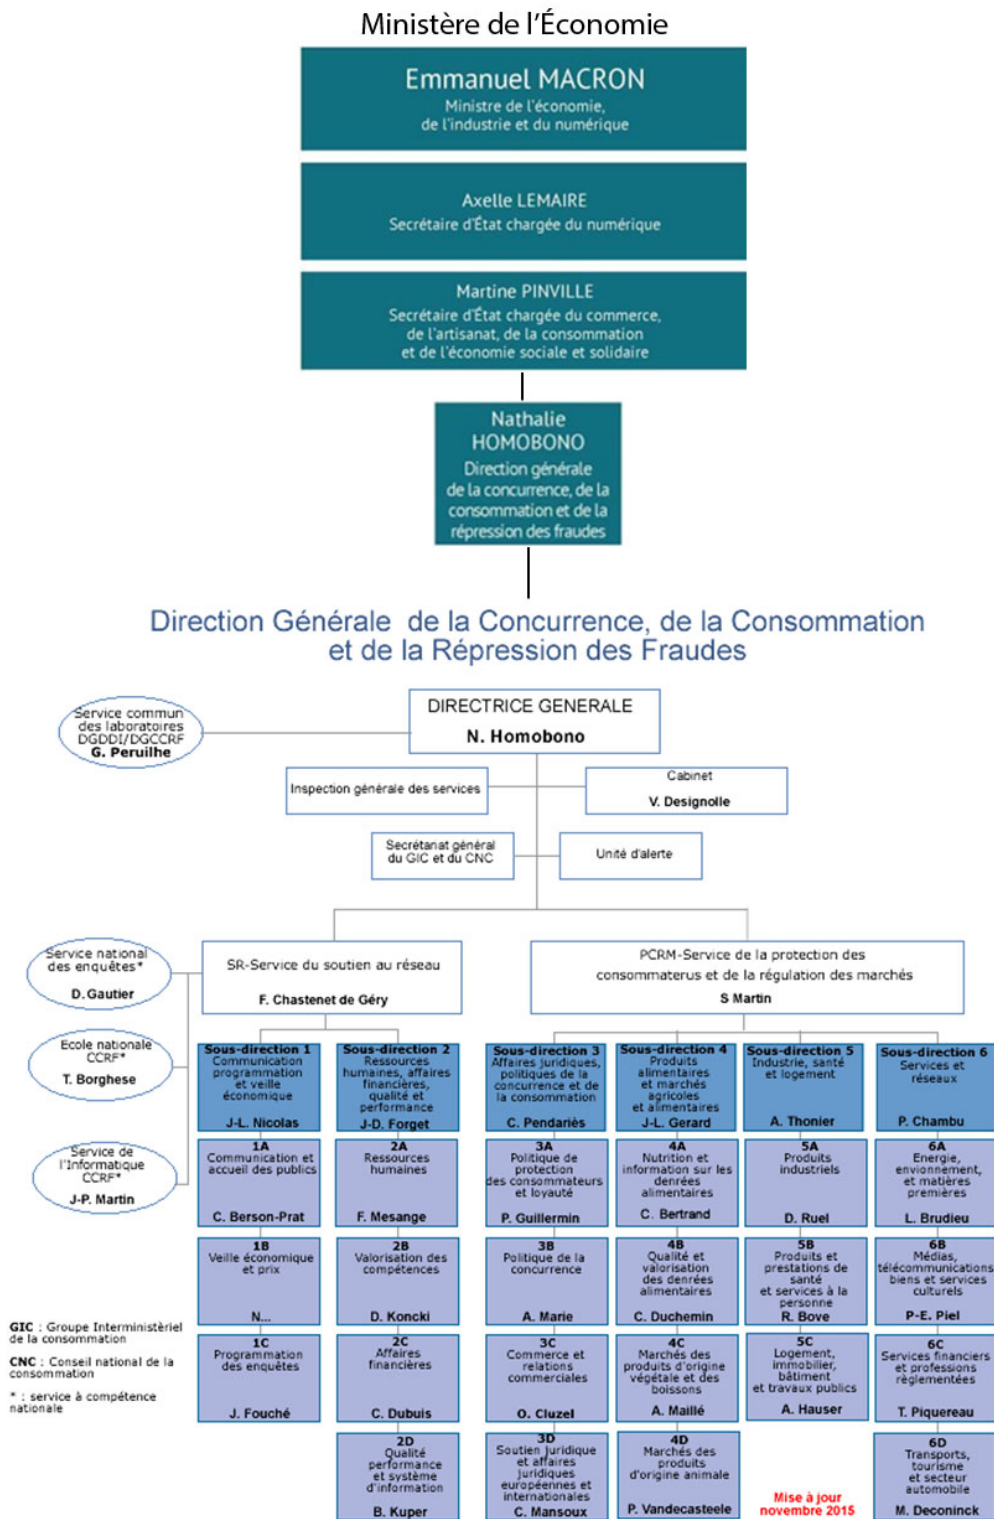 Ministère de l'Économie
Emmanuel MACRON
Ministre de l'économie,
de l'industrie et du numérique
Axelle LEMAIRE
Secrétaire d'État chargée du numérique
Martine PINVILLE
Secrétaire d'État chargée du commerce,
de l'artisanat, de la consommation
et de l'économie sociale et solidaire
Nathalie
HOMOBONO
Direction générale
de la concurrence, de la
consommation et de la
répression des fraudes
Direction Générale de la Concurrence, de la Consommation
et de la Répression des Fraudes
Service commun
des laboratoires
DGDDI/DGCCRF
G. Peruilhe
DIRECTRICE GENERALE
N. Homobono
Inspection générale des services
Cabinet
V. Designolle
Secrétariat général
du GIC et du CNC
Unité d'alerte
Service national
des enquêtes*
D. Gautier
Ecole nationale
CCRF*
T. Borghese
Service de
l'Informatique
CCRF*
J-P. Martin
SR-Service du soutien au réseau
F. Chastenet de Géry
PCRM-Service de la protection des
consommaterus et de la régulation des marchés
S Martin
Sous-direction 1
Communication
programmation
et veille
économique
J-L. Nicolas
1A
Communication et
accueil des publics
C. Berson-Prat
1B
Veille économique
et prix
N...
1C
Programmation
des enquêtes
J. Fouché
Sous-direction 2
Ressources
humaines, affaires
financières,
qualité et
performance
J-D. Forget
2A
Ressources
humaines
F. Mesange
2B
Valorisation des
compétences
D. Koncki
2C
Affaires
financières
C. Dubuis
2D
Qualité
performance
et système
d'information
B. Kuper
Sous-direction 3
Affaires juridiques,
politiques de la
concurrence et de
la consommation
C. Pendariès
3A
Politique de
protection
des consommateurs
et loyauté
P. Guillermin
3B
Politique de la
concurrence
A. Marie
3C
Commerce et
relations
commerciales
O. Cluzel
3D
Soutien juridique
et affaires
juridiques
européennes et
internationales
C. Mansoux
Sous-direction 4
Produits
alimentaires
et marchés
agricoles
et alimentaires
J-L. Gerard
4A
Nutrition et
information sur les
denrées
alimentaires
C. Bertrand
4B
Qualité et
valorisation
des denrées
alimentaires
C. Duchemin
4C
Marchés des
produits d'origine
végétale et des
boissons
A. Maillé
4D
Marchés des
produits
d'origine animale
P. Vandecasteele
Sous-direction 5
Industrie, santé
et logement
A. Thonier
5A
Produits
industriels
D. Ruel
5B
Produits et
prestations de
santé
et services à la
personne
R. Bove
5C
Logement,
immobilier,
bâtiment
et travaux publics
A. Hauser
Sous-direction 6
Services et
réseaux
P. Chambu
6A
Energie,
envionnement,
et matières
premières
L. Brudieu
6B
Médias,
télécommunications
biens et services
culturels
P-E. Piel
6C
Services financiers
et professions
règlementées
T. Piquereau
6D
Transports,
tourisme
et secteur
automobile
M. Deconinck
GIC : Groupe Interministèriel
de la consommation
CNC : Conseil national de la
consommation
* : service à compétence
nationale
Mise à jour
novembre 2015